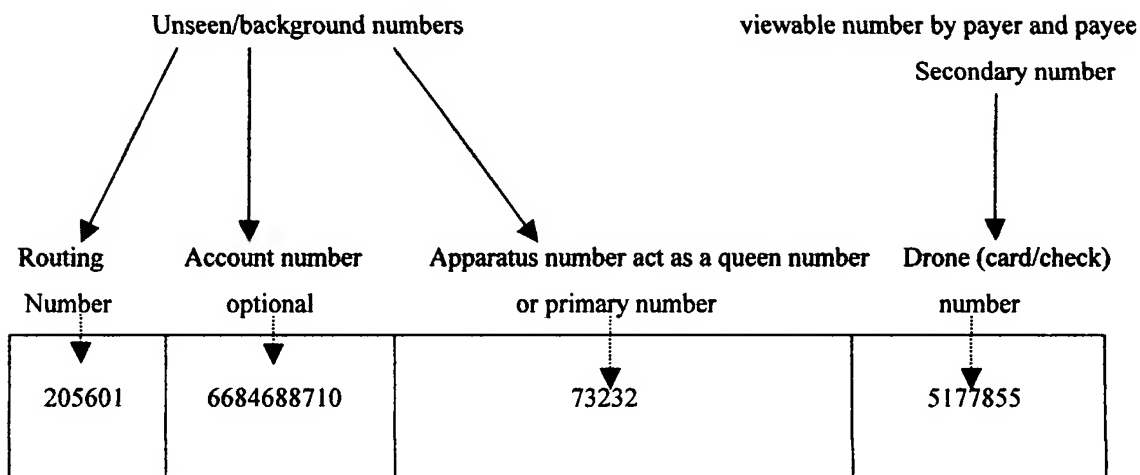 Unseen/background numbers viewable number by payer and payee
Secondary number
Routing Account number Apparatus number act as a queen number Drone (card/check)
Number optional or primary number number
205601 6684688710 73232 5177855